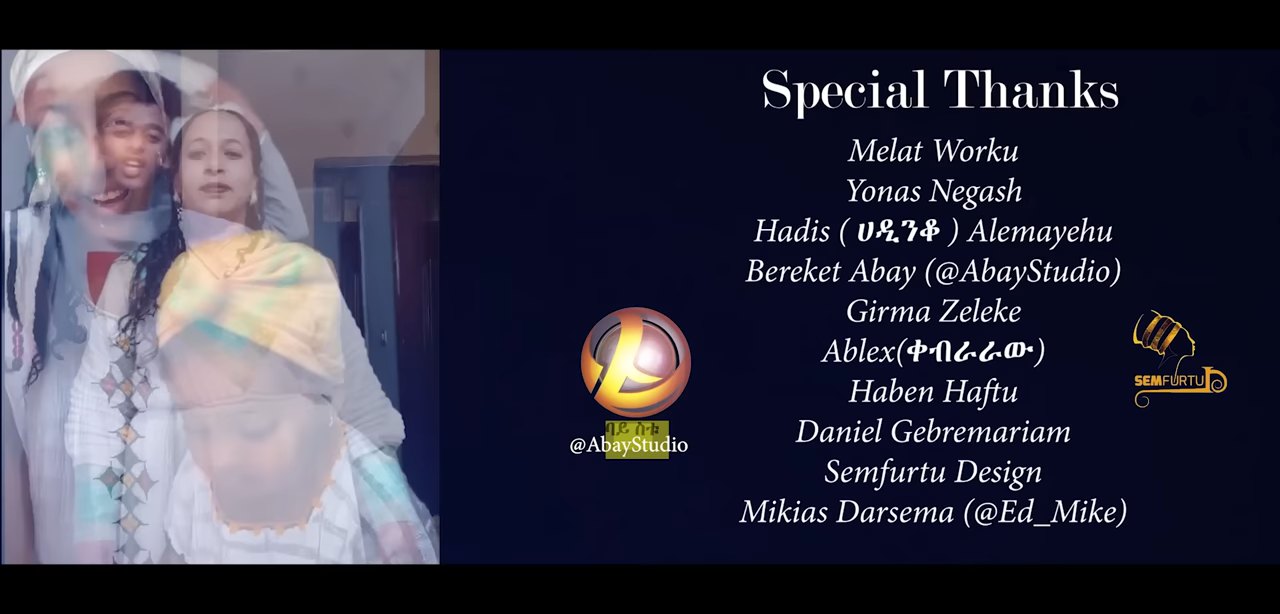 Special Thanks
Melat Worku
Yonas Negash
Hadis ( ሀዲንቆ ) Alemayehu
Bereket Abay (@AbayStudio)
Girma Zeleke
Ablex(ቀብራራው)
Haben Haftu
Daniel Gebremariam
Semfurtu Design
Mikias Darsema (@Ed_Mike)
@AbayStudio
SEMFURTU